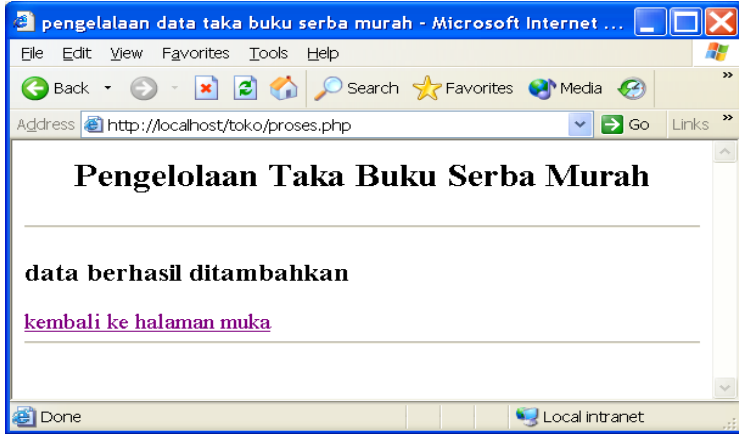 pengelalaan data taka buku serba murah - Microsoft Internet ...
File Edit View Favorites Tools Help
Back Search Favorites Media »
Address http://localhost/toko/proses.php Go Links »
Pengelolaan Taka Buku Serba Murah
data berhasil ditambahkan
kembali ke halaman muka
Done Local intranet